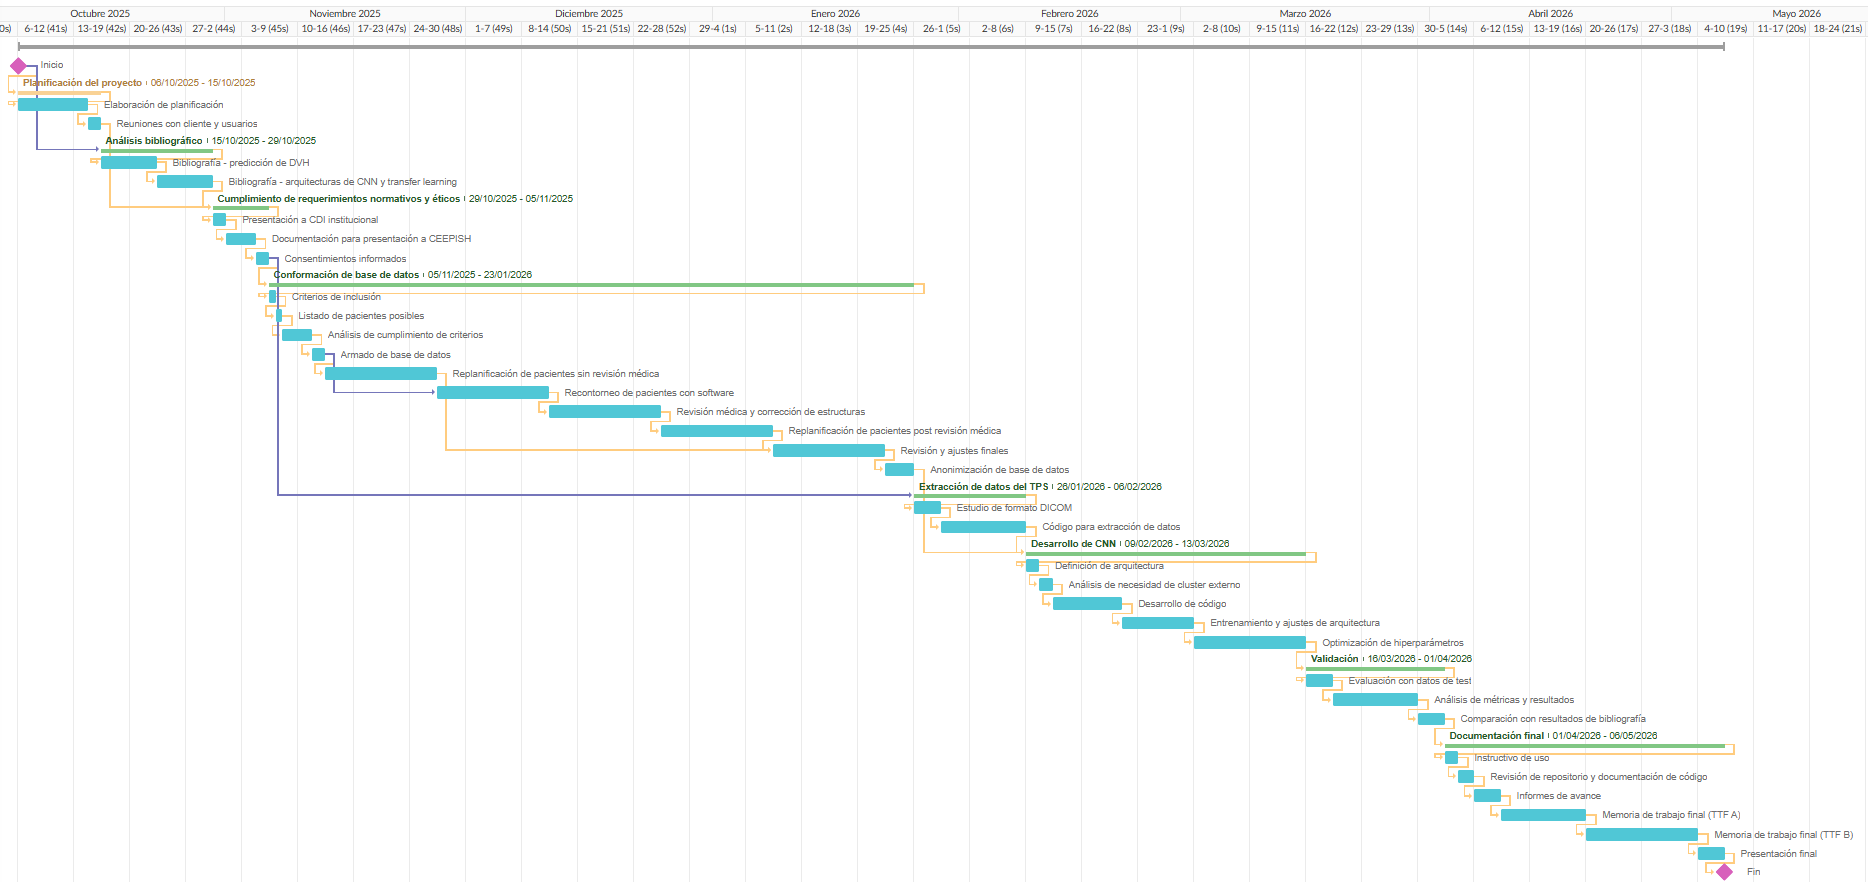 Octubre 2025 Noviembre 2025 Diciembre 2025 Enero 2026 Febrero 2026 Marzo 2026 Abril 2026 Mayo 2026
0s) 6-12 (41s) 13-19 (42s) 20-26 (43s) 27-2 (44s) 3-9 (45s) 10-16 (46s) 17-23 (47s) 24-30 (48s) 1-7 (49s) 8-14 (50s) 15-21 (51s) 22-28 (52s) 29-4 (1s) 5-11 (2s) 12-18 (3s) 19-25 (4s) 26-1 (5s) 2-8 (6s) 9-15 (7s) 16-22 (8s) 23-1 (9s) 2-8 (10s) 9-15 (11s) 16-22 (12s) 23-29 (13s) 30-5 (14s) 6-12 (15s) 13-19 (16s) 20-26 (17s) 27-3 (18s) 4-10 (19s) 11-17 (20s) 18-24 (21s)
Inicio
Planificación del proyecto 06/10/2025 - 15/10/2025
Elaboración de planificación
Reuniones con cliente y usuarios
Análisis bibliográfico 15/10/2025 - 29/10/2025
Bibliografía - predicción de DVH
Bibliografía - arquitecturas de CNN y transfer learning
Cumplimiento de requerimientos normativos y éticos 29/10/2025 - 05/11/2025
Presentación a CDI institucional
Documentación para presentación a CEEPISH
Consentimientos informados
Conformación de base de datos 05/11/2025 - 23/01/2026
Criterios de inclusión
Listado de pacientes posibles
Análisis de cumplimiento de criterios
Armado de base de datos
Replanificación de pacientes sin revisión médica
Recontorneo de pacientes con software
Revisión médica y corrección de estructuras
Replanificación de pacientes post revisión médica
Revisión y ajustes finales
Anonimización de base de datos
Extracción de datos del TPS 26/01/2026 - 06/02/2026
Estudio de formato DICOM
Código para extracción de datos
Desarrollo de CNN 09/02/2026 - 13/03/2026
Definición de arquitectura
Análisis de necesidad de cluster externo
Desarrollo de código
Entrenamiento y ajustes de arquitectura
Optimización de hiperparámetros
Validación 16/03/2026 - 01/04/2026
Evaluación con datos de test
Análisis de métricas y resultados
Comparación con resultados de bibliografía
Documentación final 01/04/2026 - 06/05/2026
Instructivo de uso
Revisión de repositorio y documentación de código
Informes de avance
Memoria de trabajo final (TTF A)
Memoria de trabajo final (TTF B)
Presentación final
Fin